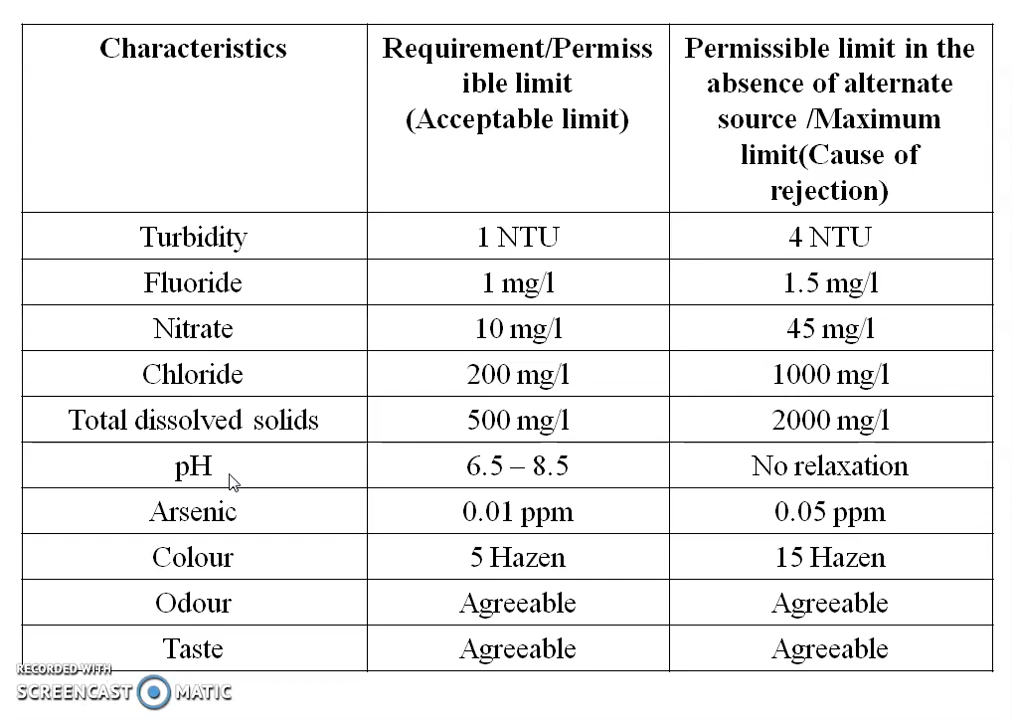 Characteristics
Requirement/Permiss
ible limit
(Acceptable limit)
Permissible limit in the
absence of alternate
source /Maximum
limit(Cause of
rejection)
Turbidity 1 NTU 4 NTU
Fluoride 1 mg/l 1.5 mg/l
Nitrate 10 mg/l 45 mg/l
Chloride 200 mg/l 1000 mg/l
Total dissolved solids 500 mg/l 2000 mg/l
pH 6.5 – 8.5 No relaxation
Arsenic 0.01 ppm 0.05 ppm
Colour 5 Hazen 15 Hazen
Odour Agreeable Agreeable
Taste Agreeable Agreeable
RECORDED WITH
SCREENCAST MATIC